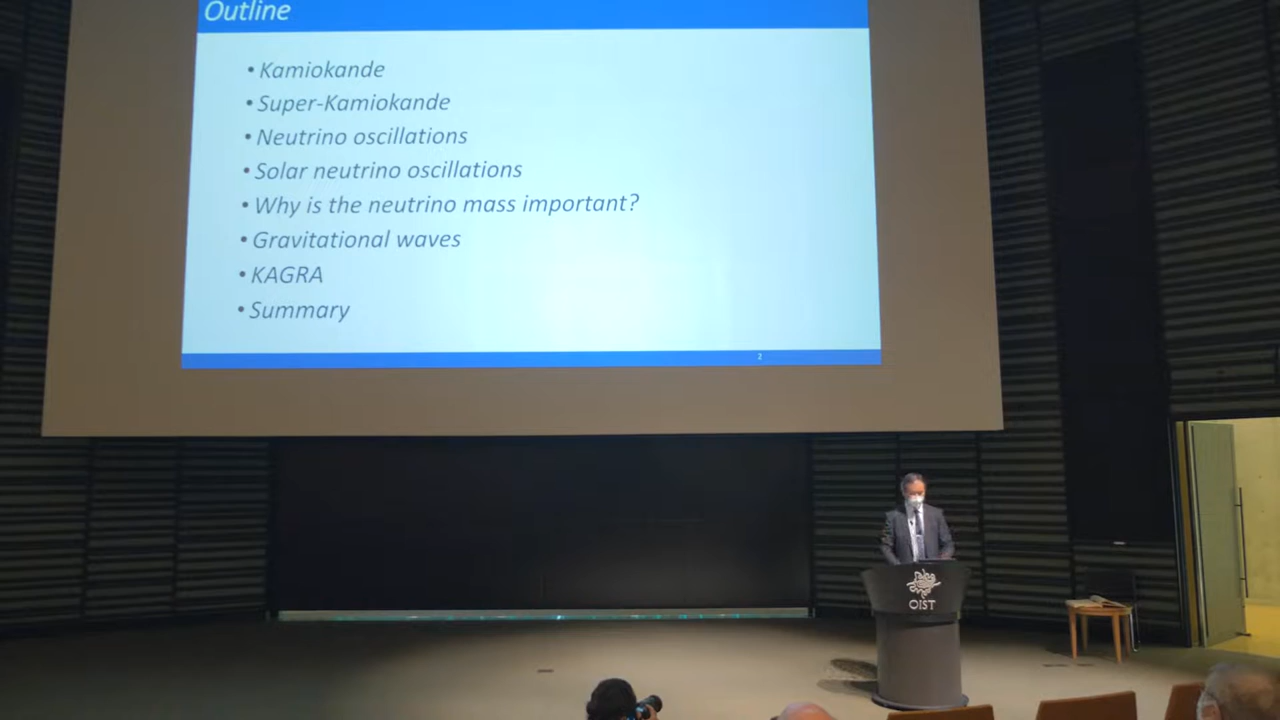 Outline
• Kamiokande
• Super-Kamiokande
• Neutrino oscillations
• Solar neutrino oscillations
• Why is the neutrino mass important?
• Gravitational waves
• KAGRA
• Summary
2
OIST